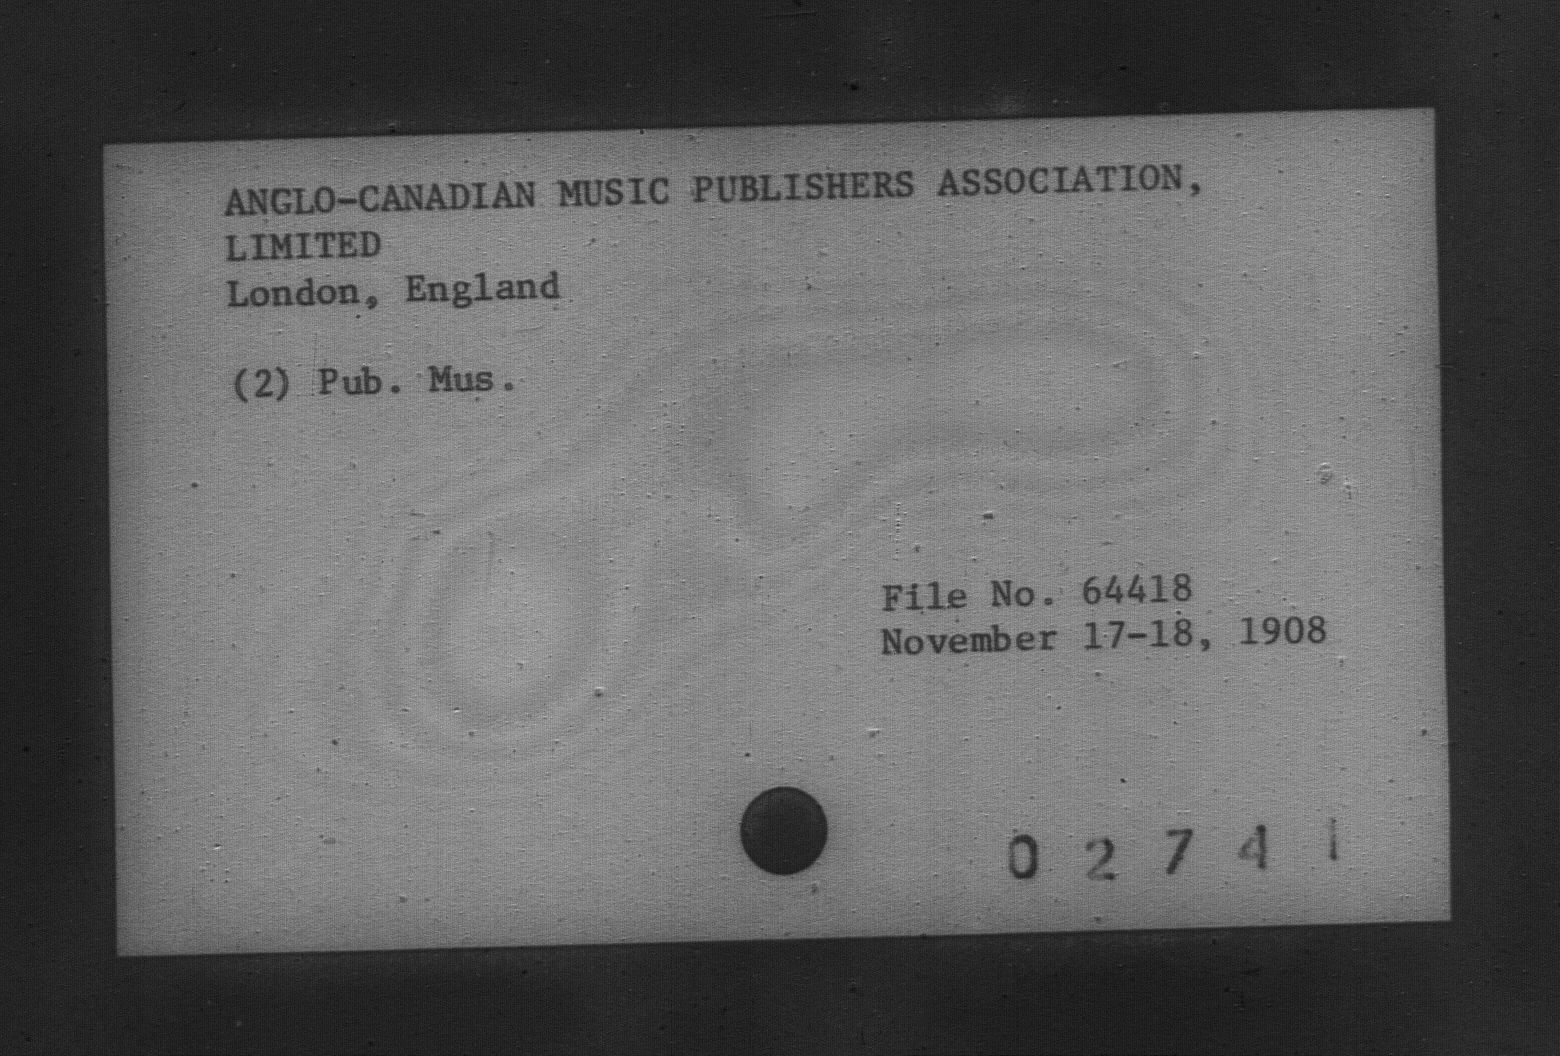 ANGLO-CANADIAN MUSIC PUBLISHERS ASSOCIATION,
LIMITED
London, England
(2) Pub. Mus.
File No. 64418
November 17-18, 1908
0 2 7 4 1